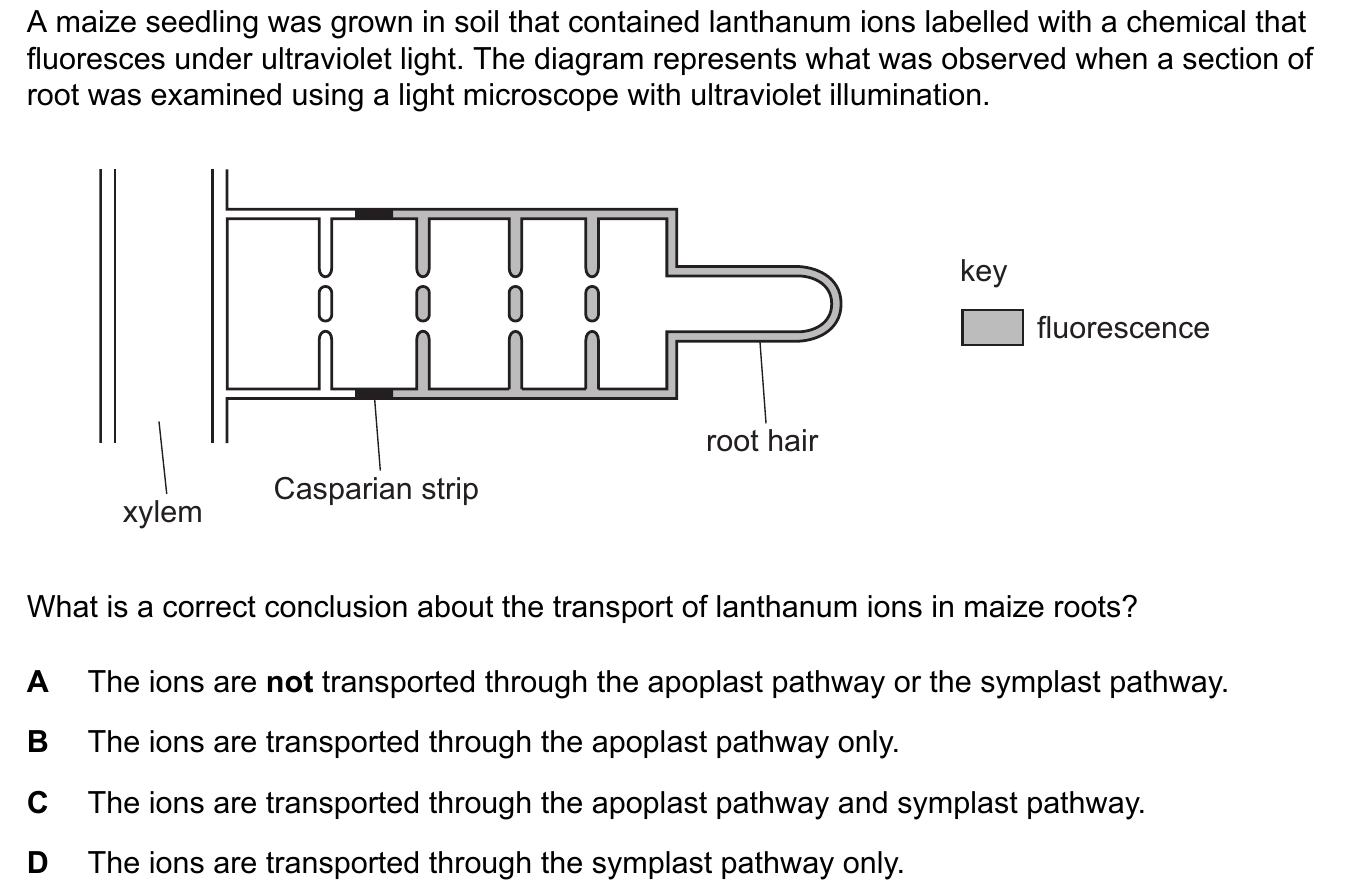 A maize seedling was grown in soil that contained lanthanum ions labelled with a chemical that
fluoresces under ultraviolet light. The diagram represents what was observed when a section of
root was examined using a light microscope with ultraviolet illumination.
key
fluorescence
root hair
Casparian strip
xylem
What is a correct conclusion about the transport of lanthanum ions in maize roots?
A The ions are not transported through the apoplast pathway or the symplast pathway.
B The ions are transported through the apoplast pathway only.
C The ions are transported through the apoplast pathway and symplast pathway.
D The ions are transported through the symplast pathway only.